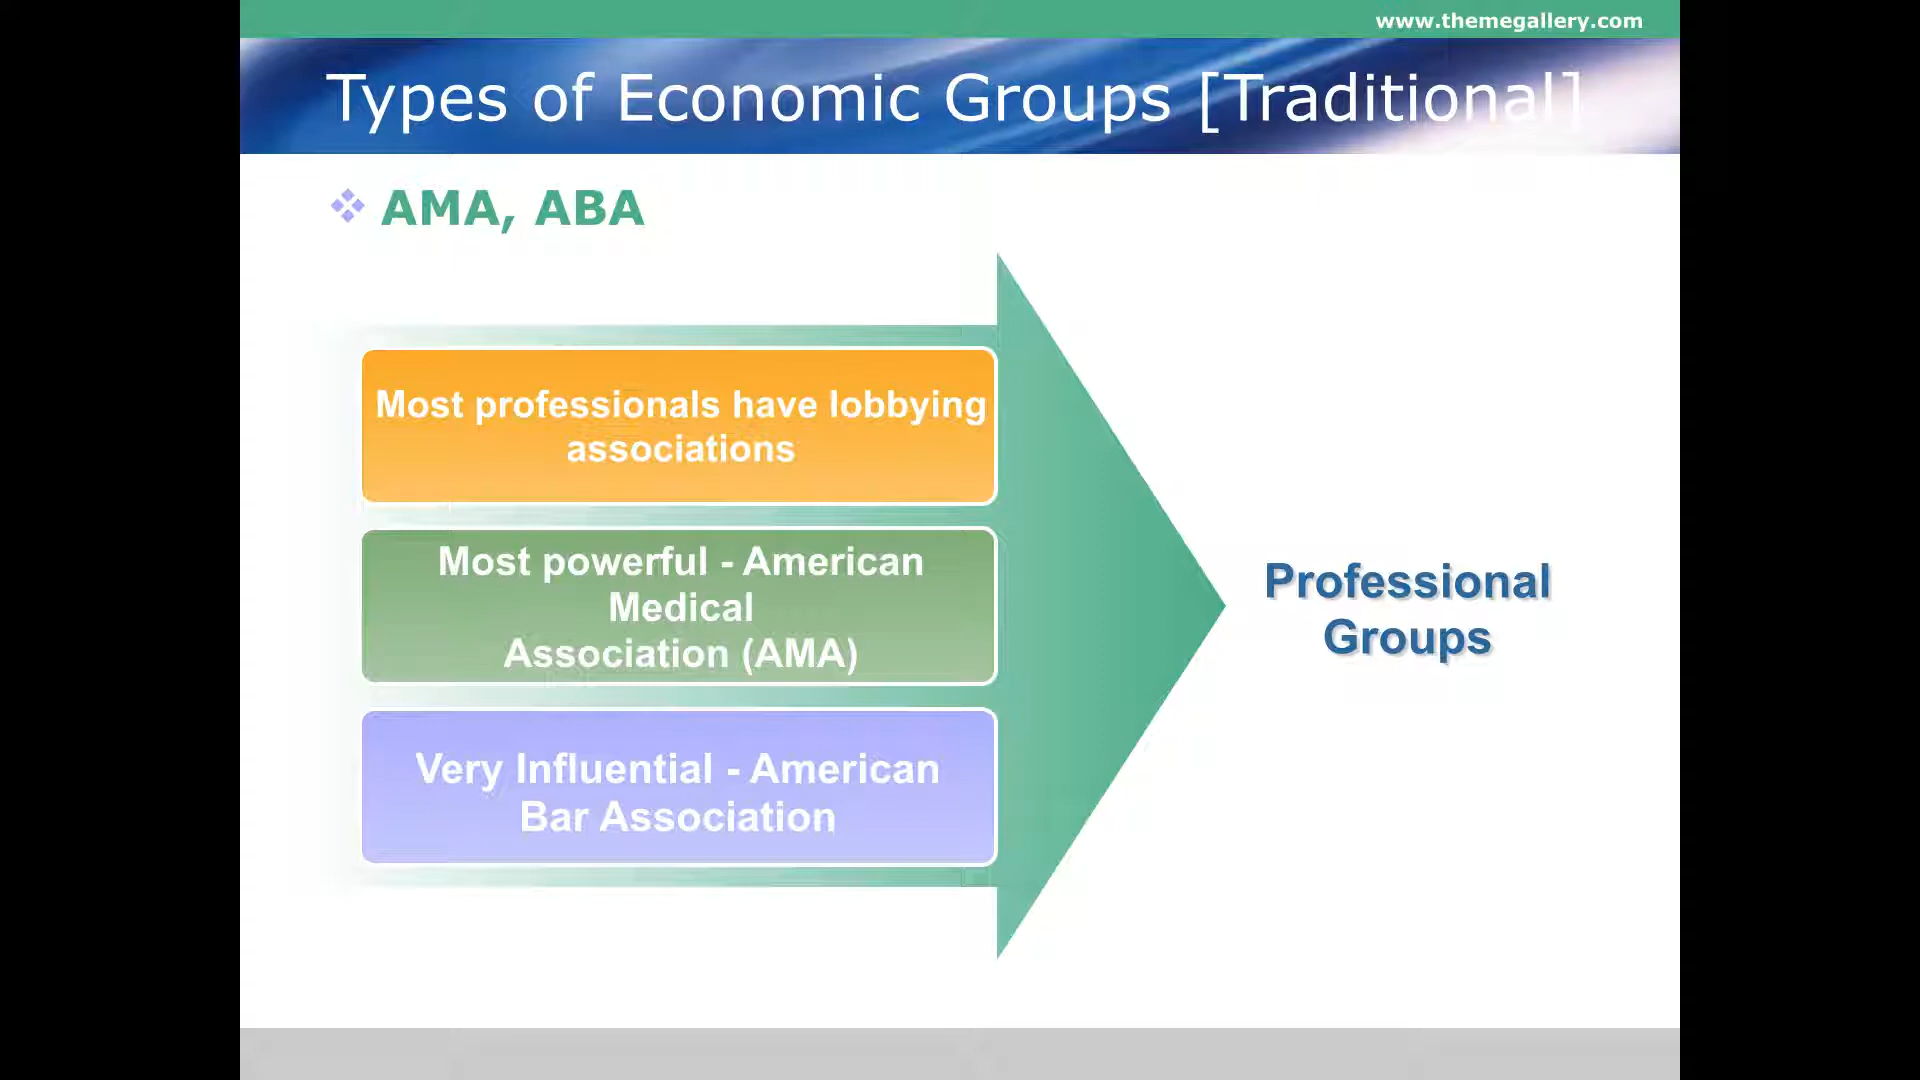 www.themegallery.com
Types of Economic Groups [Traditional]
AMA, ABA
Most professionals have lobbying
associations
Most powerful - American
Medical
Association (AMA)
Very Influential - American
Bar Association
Professional
Groups